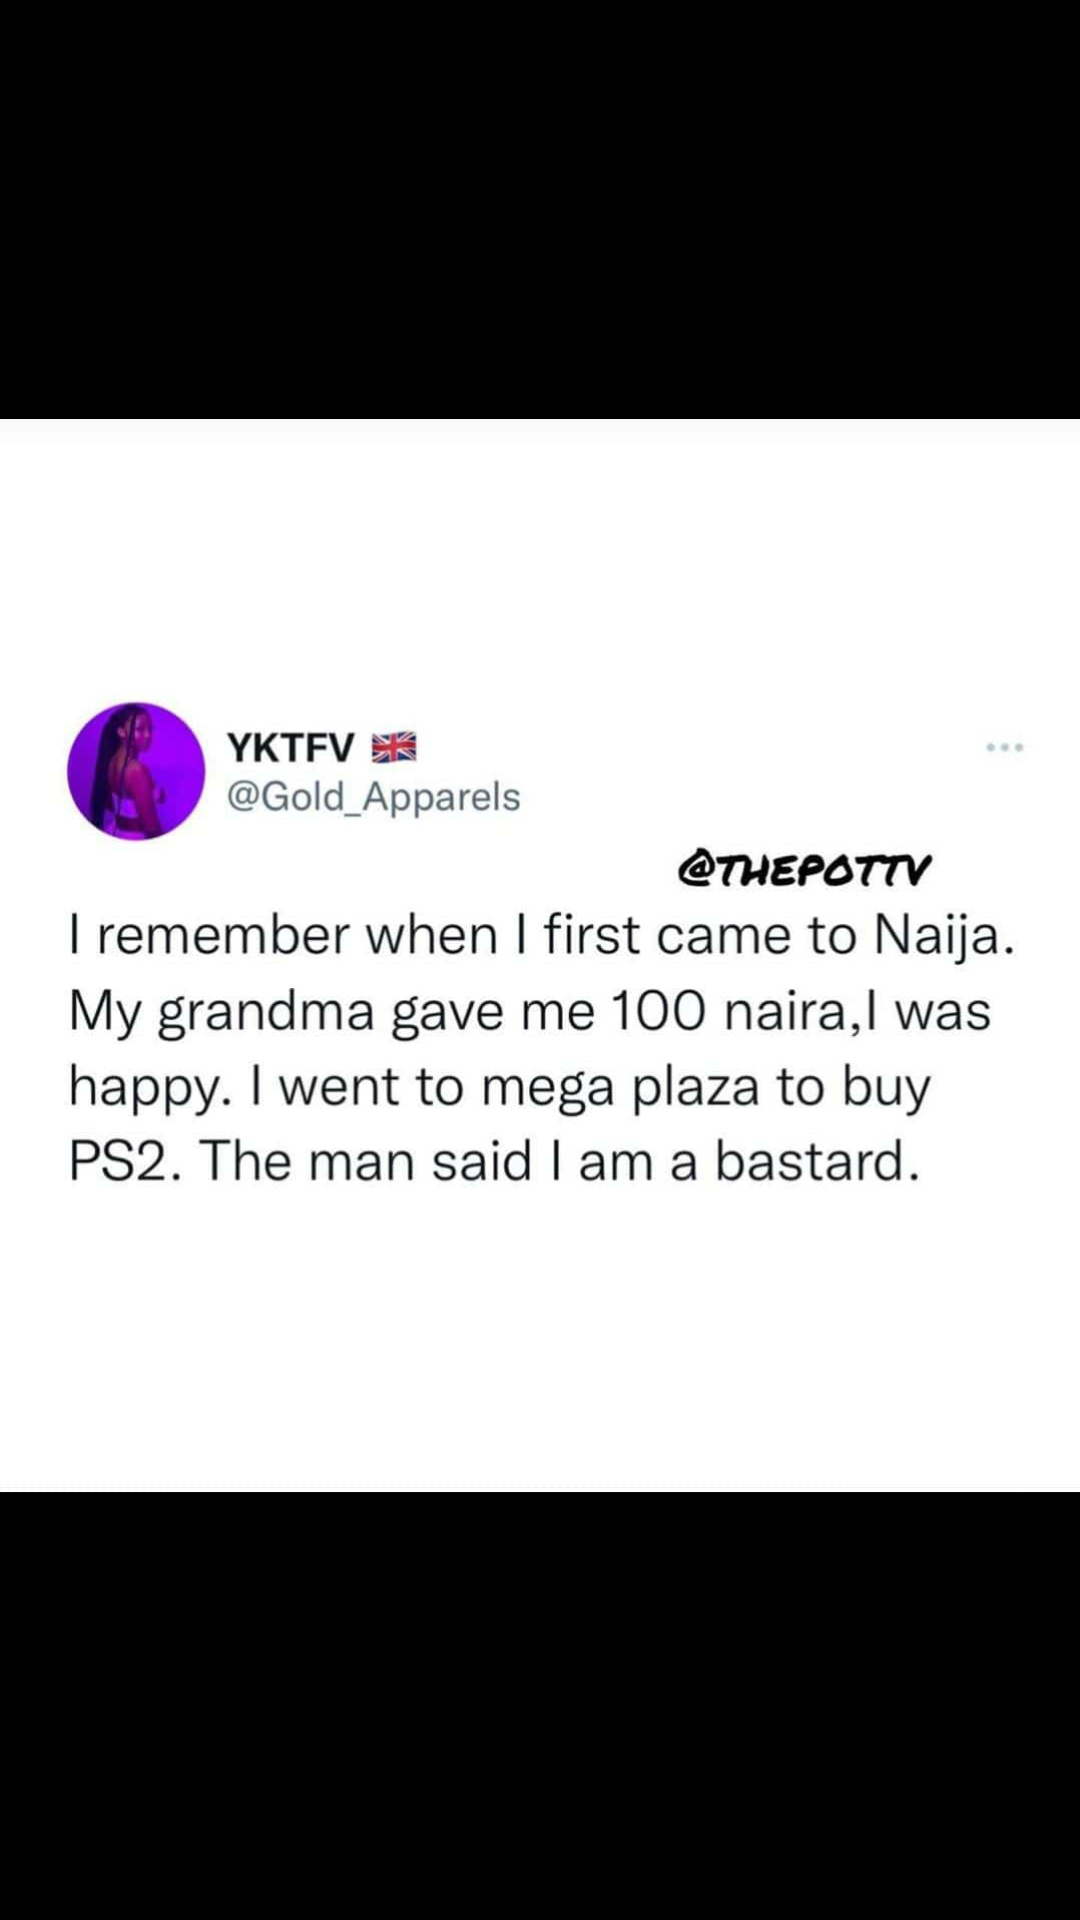 YKTFV 🇬🇧
@Gold_Apparels
@THEPOTTV
I remember when I first came to Naija.
My grandma gave me 100 naira,I was
happy. I went to mega plaza to buy
PS2. The man said I am a bastard.